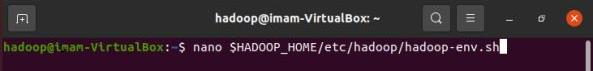 hadoop@imam-VirtualBox: ~
hadoop@imam-VirtualBox:~$ nano $HADOOP_HOME/etc/hadoop/hadoop-env.sh